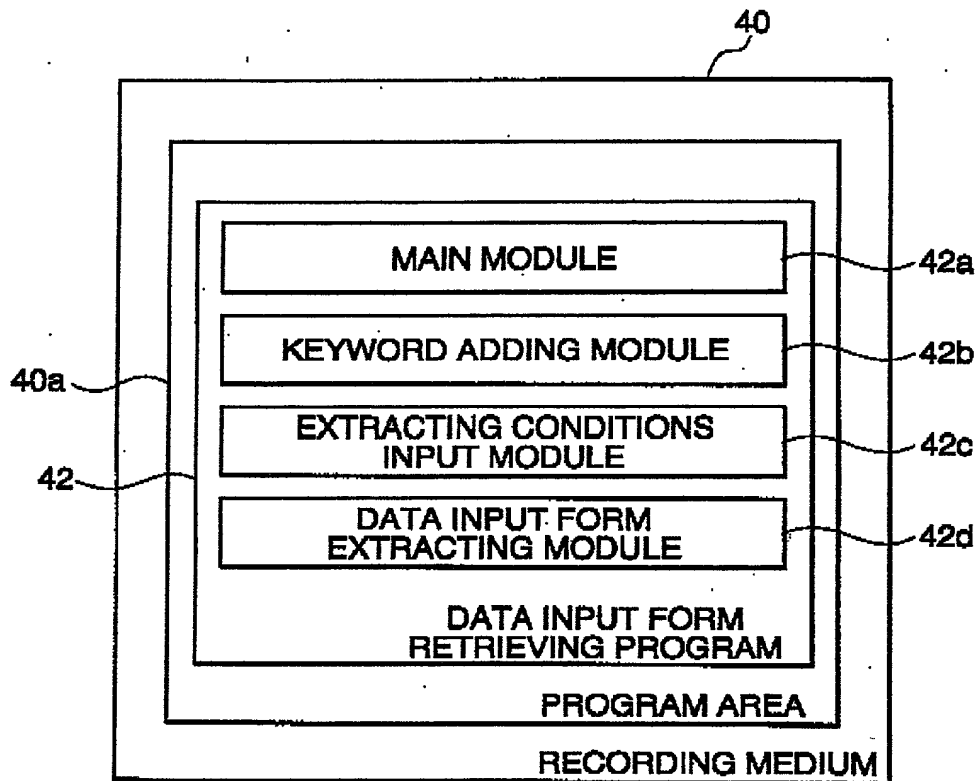 40
MAIN MODULE
42a
KEYWORD ADDING MODULE
42b
40a
EXTRACTING CONDITIONS
INPUT MODULE
42c
42
DATA INPUT FORM
EXTRACTING MODULE
42d
DATA INPUT FORM
RETRIEVING PROGRAM
PROGRAM AREA
RECORDING MEDIUM